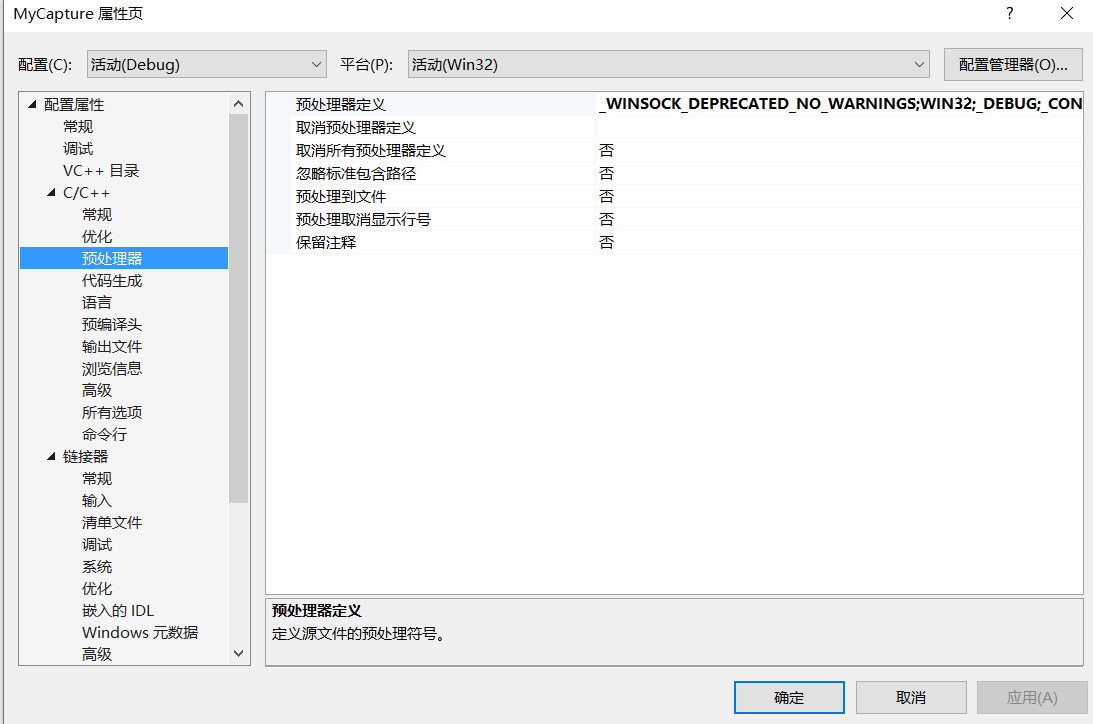 MyCapture 属性页
?
配置(C): 活动(Debug) 平台(P): 活动(Win32) 配置管理器(O)...
配置属性
常规
调试
VC++ 目录
C/C++
常规
优化
预处理器
代码生成
语言
预编译头
输出文件
浏览信息
高级
所有选项
命令行
链接器
常规
输入
清单文件
调试
系统
优化
嵌入的 IDL
Windows 元数据
高级
预处理器定义 _WINSOCK_DEPRECATED_NO_WARNINGS;WIN32;_DEBUG;_CON
取消预处理器定义
取消所有预处理器定义 否
忽略标准包含路径 否
预处理到文件 否
预处理取消显示行号 否
保留注释 否
预处理器定义
定义源文件的预处理符号。
确定 取消 应用(A)